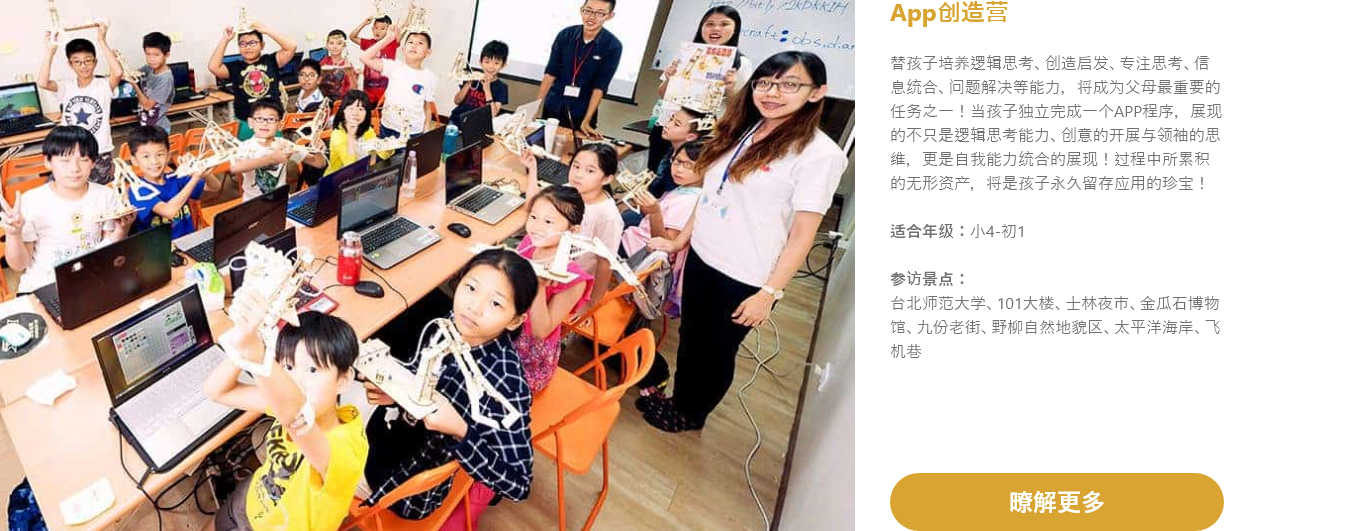 http://bit.ly/1KDKKIH
craft:obs.id.ar
App创造营
替孩子培养逻辑思考、创造启发、专注思考、信
息统合、问题解决等能力，将成为父母最重要的
任务之一！当孩子独立完成一个APP程序，展现
的不只是逻辑思考能力、创意的开展与领袖的思
维，更是自我能力统合的展现！过程中所累积
的无形资产，将是孩子永久留存应用的珍宝！
适合年级：小4-初1
参访景点：
台北师范大学、101大楼、士林夜市、金瓜石博物
馆、九份老街、野柳自然地貌区、太平洋海岸、飞
机巷
瞭解更多